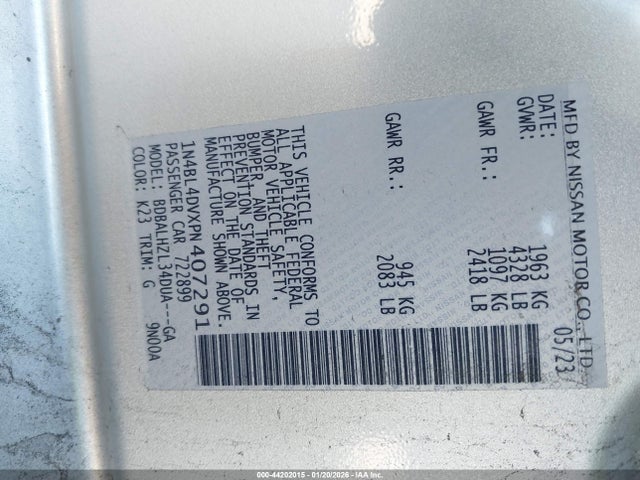 MFD BY NISSAN MOTOR CO., LTD.
DATE: 05/23
GVWR: 1963 KG
4328 LB
GAWR FR.: 1097 KG
2418 LB
GAWR RR.: 945 KG
2083 LB
THIS VEHICLE CONFORMS TO
ALL APPLICABLE FEDERAL
MOTOR VEHICLE SAFETY,
BUMPER, AND THEFT
PREVENTION STANDARDS IN
EFFECT ON THE DATE OF
MANUFACTURE SHOWN ABOVE.
1N4BL4DVXPN407291
PASSENGER CAR 722899
MODEL: BDBALHZL34DUA---GA
COLOR: K23 TRIM: G 9N00A
000-44202015 - 01/20/2026 - IAA Inc.